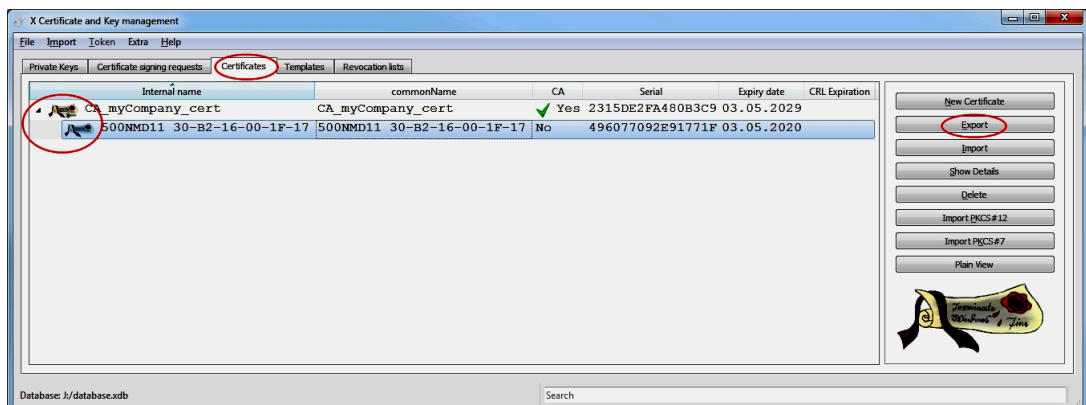 X Certificate and Key management
File Import Token Extra Help
Private Keys Certificate signing requests Certificates Templates Revocation lists
Internal name commonName CA Serial Expiry date CRL Expiration
CA_myCompany_cert CA_myCompany_cert Yes 2315DE2FA480B3C9 03.05.2029
500NMD11 30-B2-16-00-1F-17 500NMD11 30-B2-16-00-1F-17 No 496077092E91771F 03.05.2020
New Certificate
Export
Import
Show Details
Delete
Import PKCS#12
Import PKCS#7
Plain View
Database: J:/database.xdb
Search